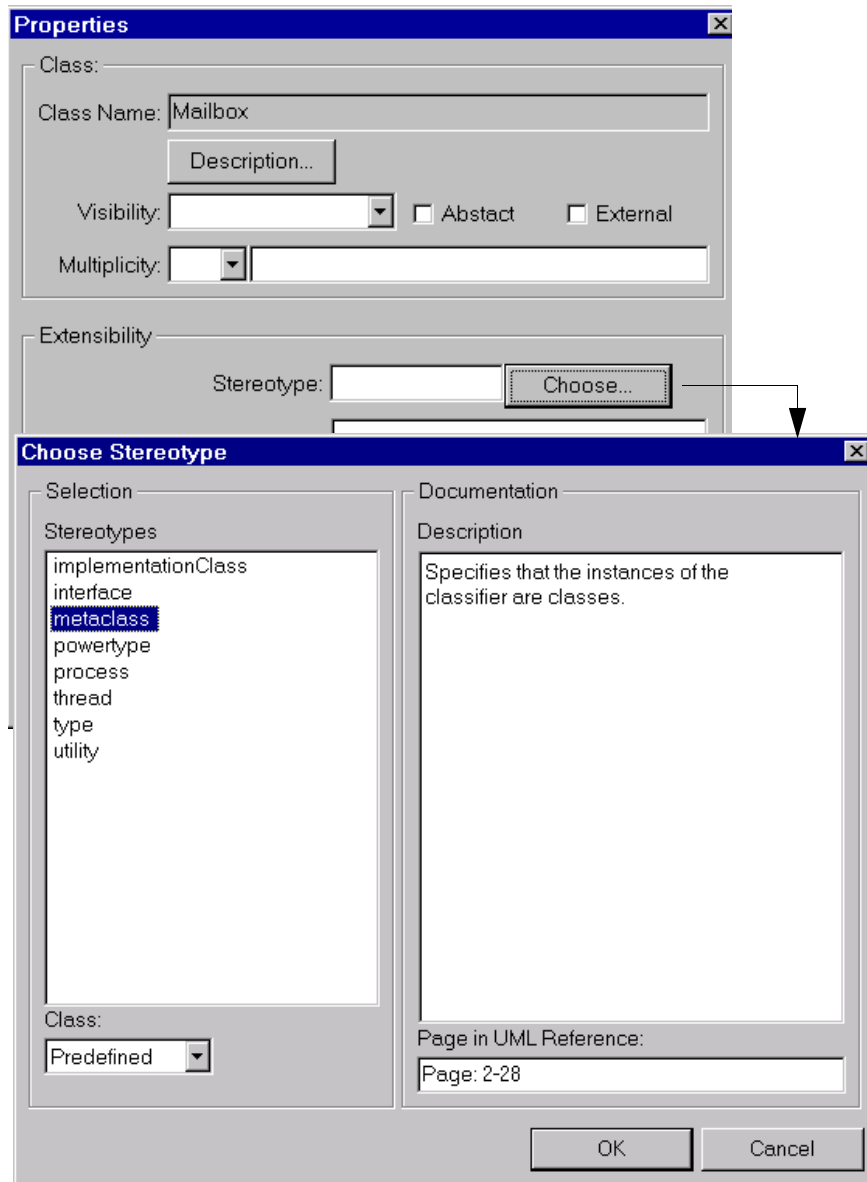 Properties
Class:
Class Name: Mailbox
Description...
Visibility: Abstact External
Multiplicity:
Extensibility
Stereotype: Choose...
Choose Stereotype
Selection
Stereotypes
implementationClass
interface
metaclass
powertype
process
thread
type
utility
Class:
Predefined
Documentation
Description
Specifies that the instances of the
classifier are classes.
Page in UML Reference:
Page: 2-28
OK Cancel